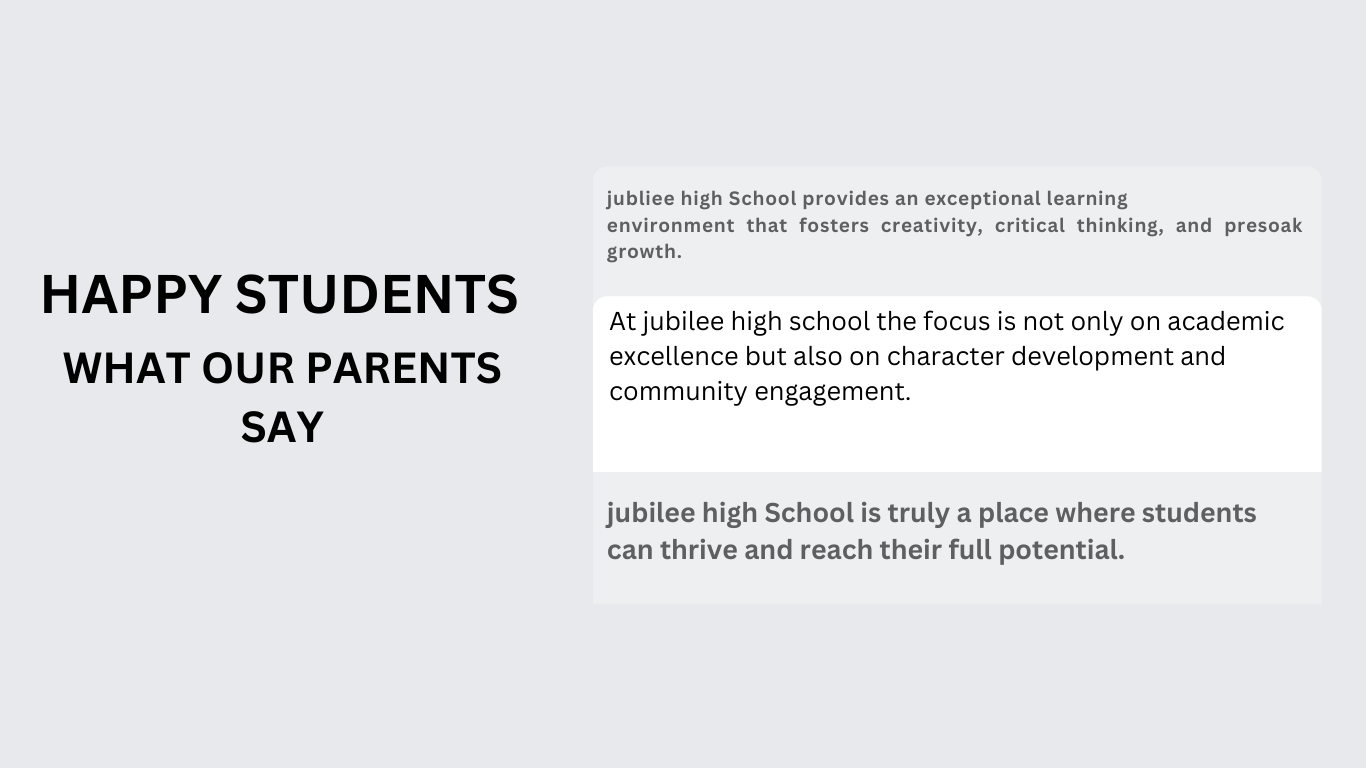 HAPPY STUDENTS
WHAT OUR PARENTS
SAY
jubliee high School provides an exceptional learning
environment that fosters creativity, critical thinking, and presoak
growth.
At jubilee high school the focus is not only on academic
excellence but also on character development and
community engagement.
jubilee high School is truly a place where students
can thrive and reach their full potential.